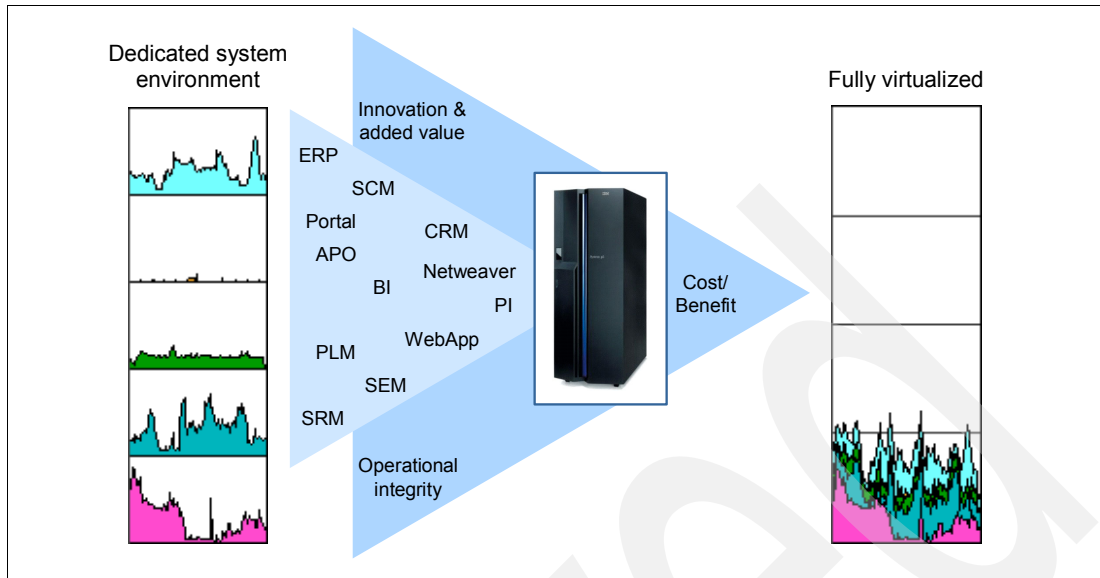 Dedicated system
environment
Innovation &
added value
Fully virtualized
ERP
SCM
Portal
CRM
APO
Netweaver
BI
PI
Cost/
Benefit
WebApp
PLM
SEM
SRM
Operational
integrity